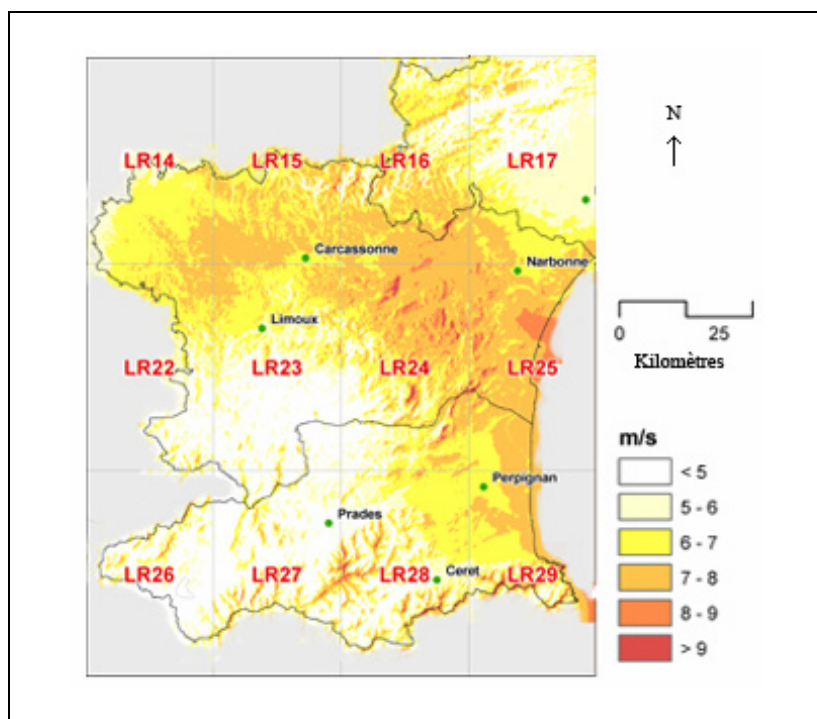 N
LR14 LR15 LR16 LR17
Carcassonne
Narbonne
Limoux
LR22 LR23 LR24 LR25
Perpignan
Prades
LR26 LR27 LR28 Ceret LR29
0 25
Kilomètres
m/s
< 5
5 - 6
6 - 7
7 - 8
8 - 9
> 9